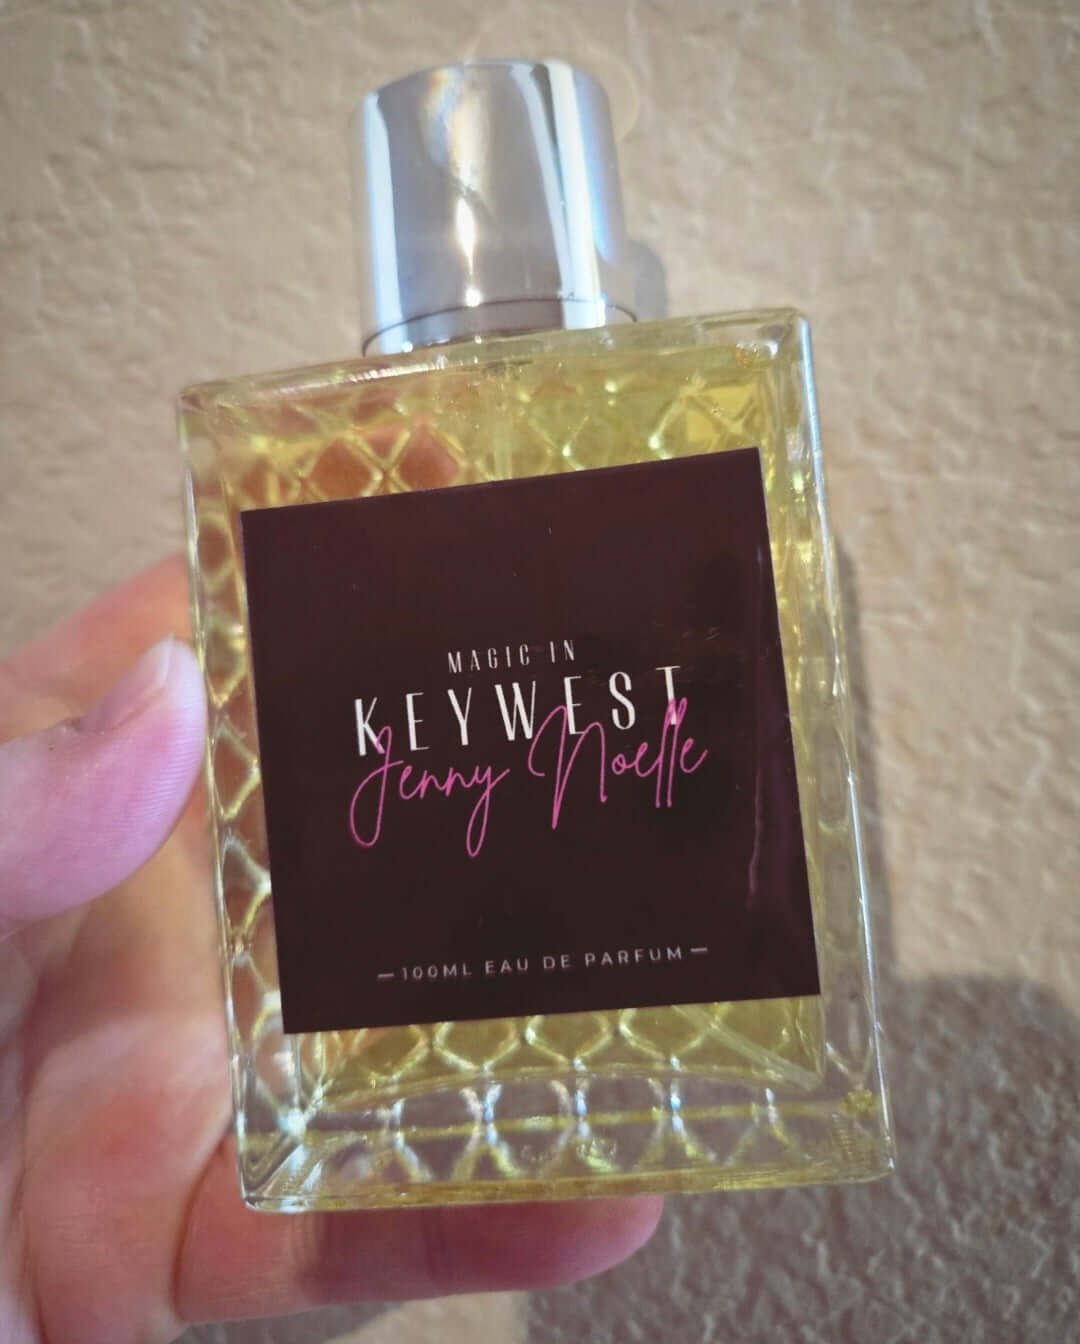 MAGIC IN
KEYWEST
Jenny Noelle
—100ML EAU DE PARFUM—